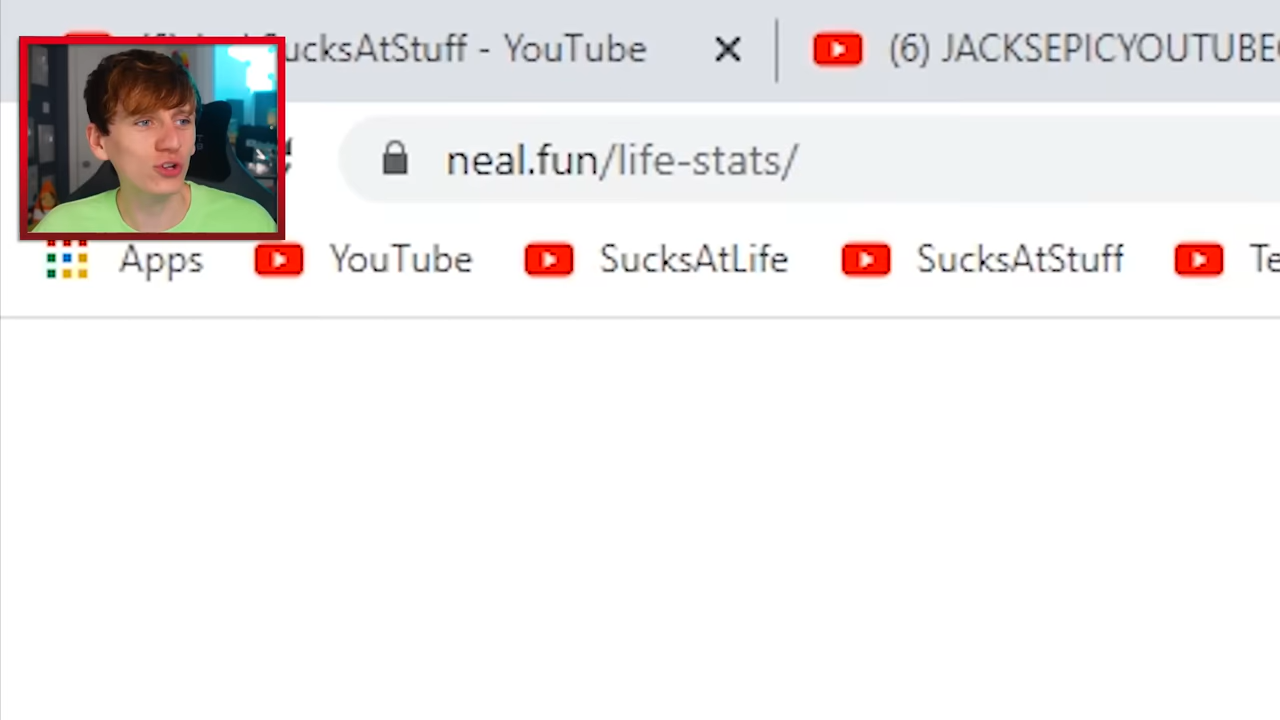 ucksAtStuff - YouTube (6) JACKSEPICYOUTUBE
neal.fun/life-stats/
Apps YouTube SucksAtLife SucksAtStuff